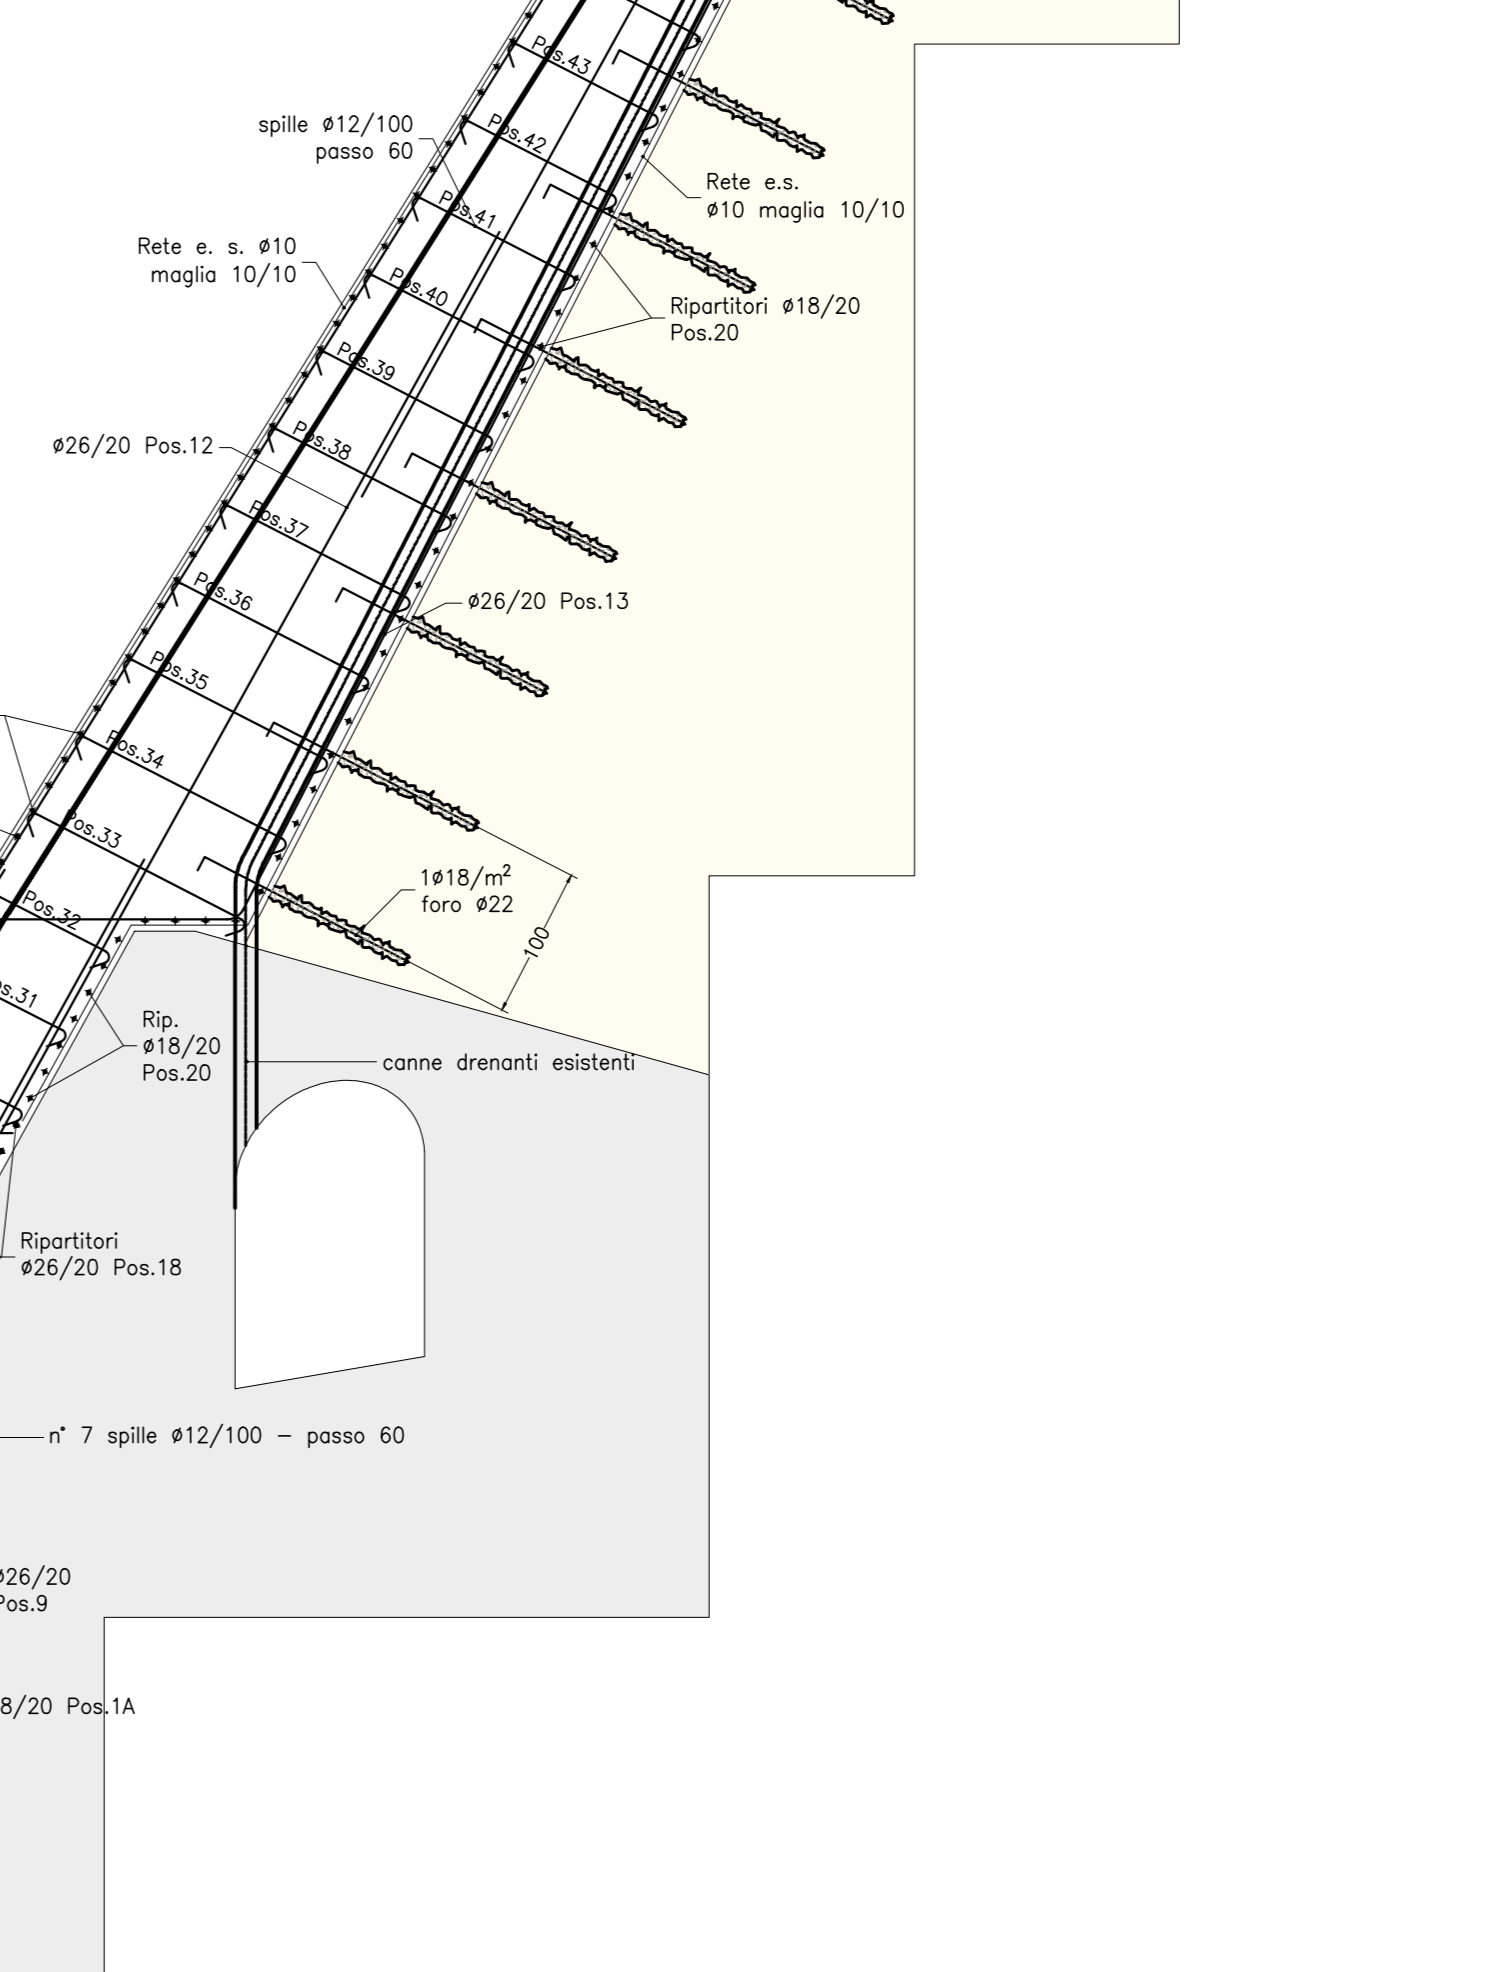 Pos.43
spille ø12/100
passo 60
Pos.42
Rete e.s.
ø10 maglia 10/10
Pos.41
Rete e. s. ø10
maglia 10/10
Pos.40
Ripartitori ø18/20
Pos.20
Pos.39
ø26/20 Pos.12
Pos.38
Pos.37
Pos.36
ø26/20 Pos.13
Pos.35
Pos.34
Pos.33
1ø18/m²
foro ø22
100
Pos.32
os.31
Rip.
ø18/20
Pos.20
canne drenanti esistenti
Ripartitori
ø26/20 Pos.18
n° 7 spille ø12/100 – passo 60
ø26/20
Pos.9
8/20 Pos.1A